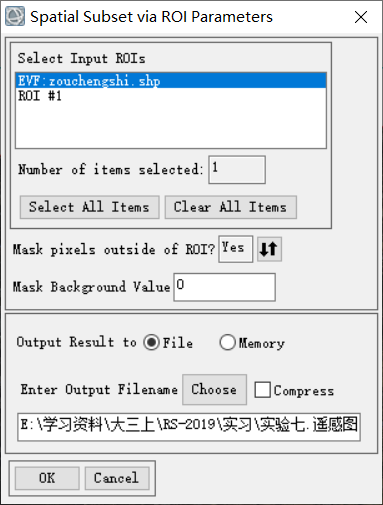 Spatial Subset via ROI Parameters
Select Input ROIs
EVF:zouchengshi.shp
ROI #1
Number of items selected: 1
Select All Items Clear All Items
Mask pixels outside of ROI? Yes
Mask Background Value 0
Output Result to File Memory
Enter Output Filename Choose Compress
E:\学习资料\大三上\RS-2019\实习\实验七.遥感图
OK Cancel